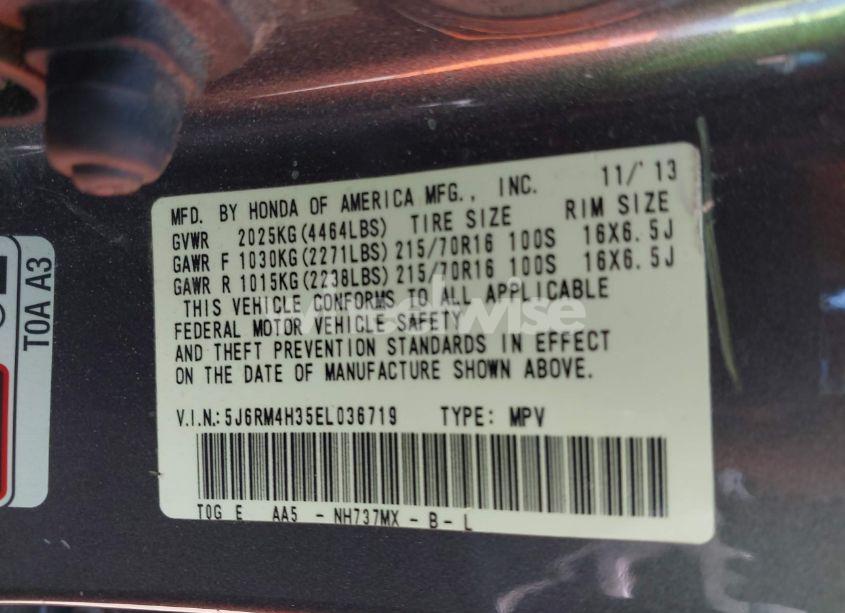 MFD. BY HONDA OF AMERICA MFG., INC. 11/'13
GVWR 2025KG(4464LBS) TIRE SIZE RIM SIZE
GAWR F 1030KG(2271LBS) 215/70R16 100S 16X6.5J
GAWR R 1015KG(2238LBS) 215/70R16 100S 16X6.5J
THIS VEHICLE CONFORMS TO ALL APPLICABLE
FEDERAL MOTOR VEHICLE SAFETY
AND THEFT PREVENTION STANDARDS IN EFFECT
ON THE DATE OF MANUFACTURE SHOWN ABOVE.
V.I.N.: 5J6RM4H35EL036719 TYPE: MPV
T0G E AA5 - NH737MX - B - L
T0A A3